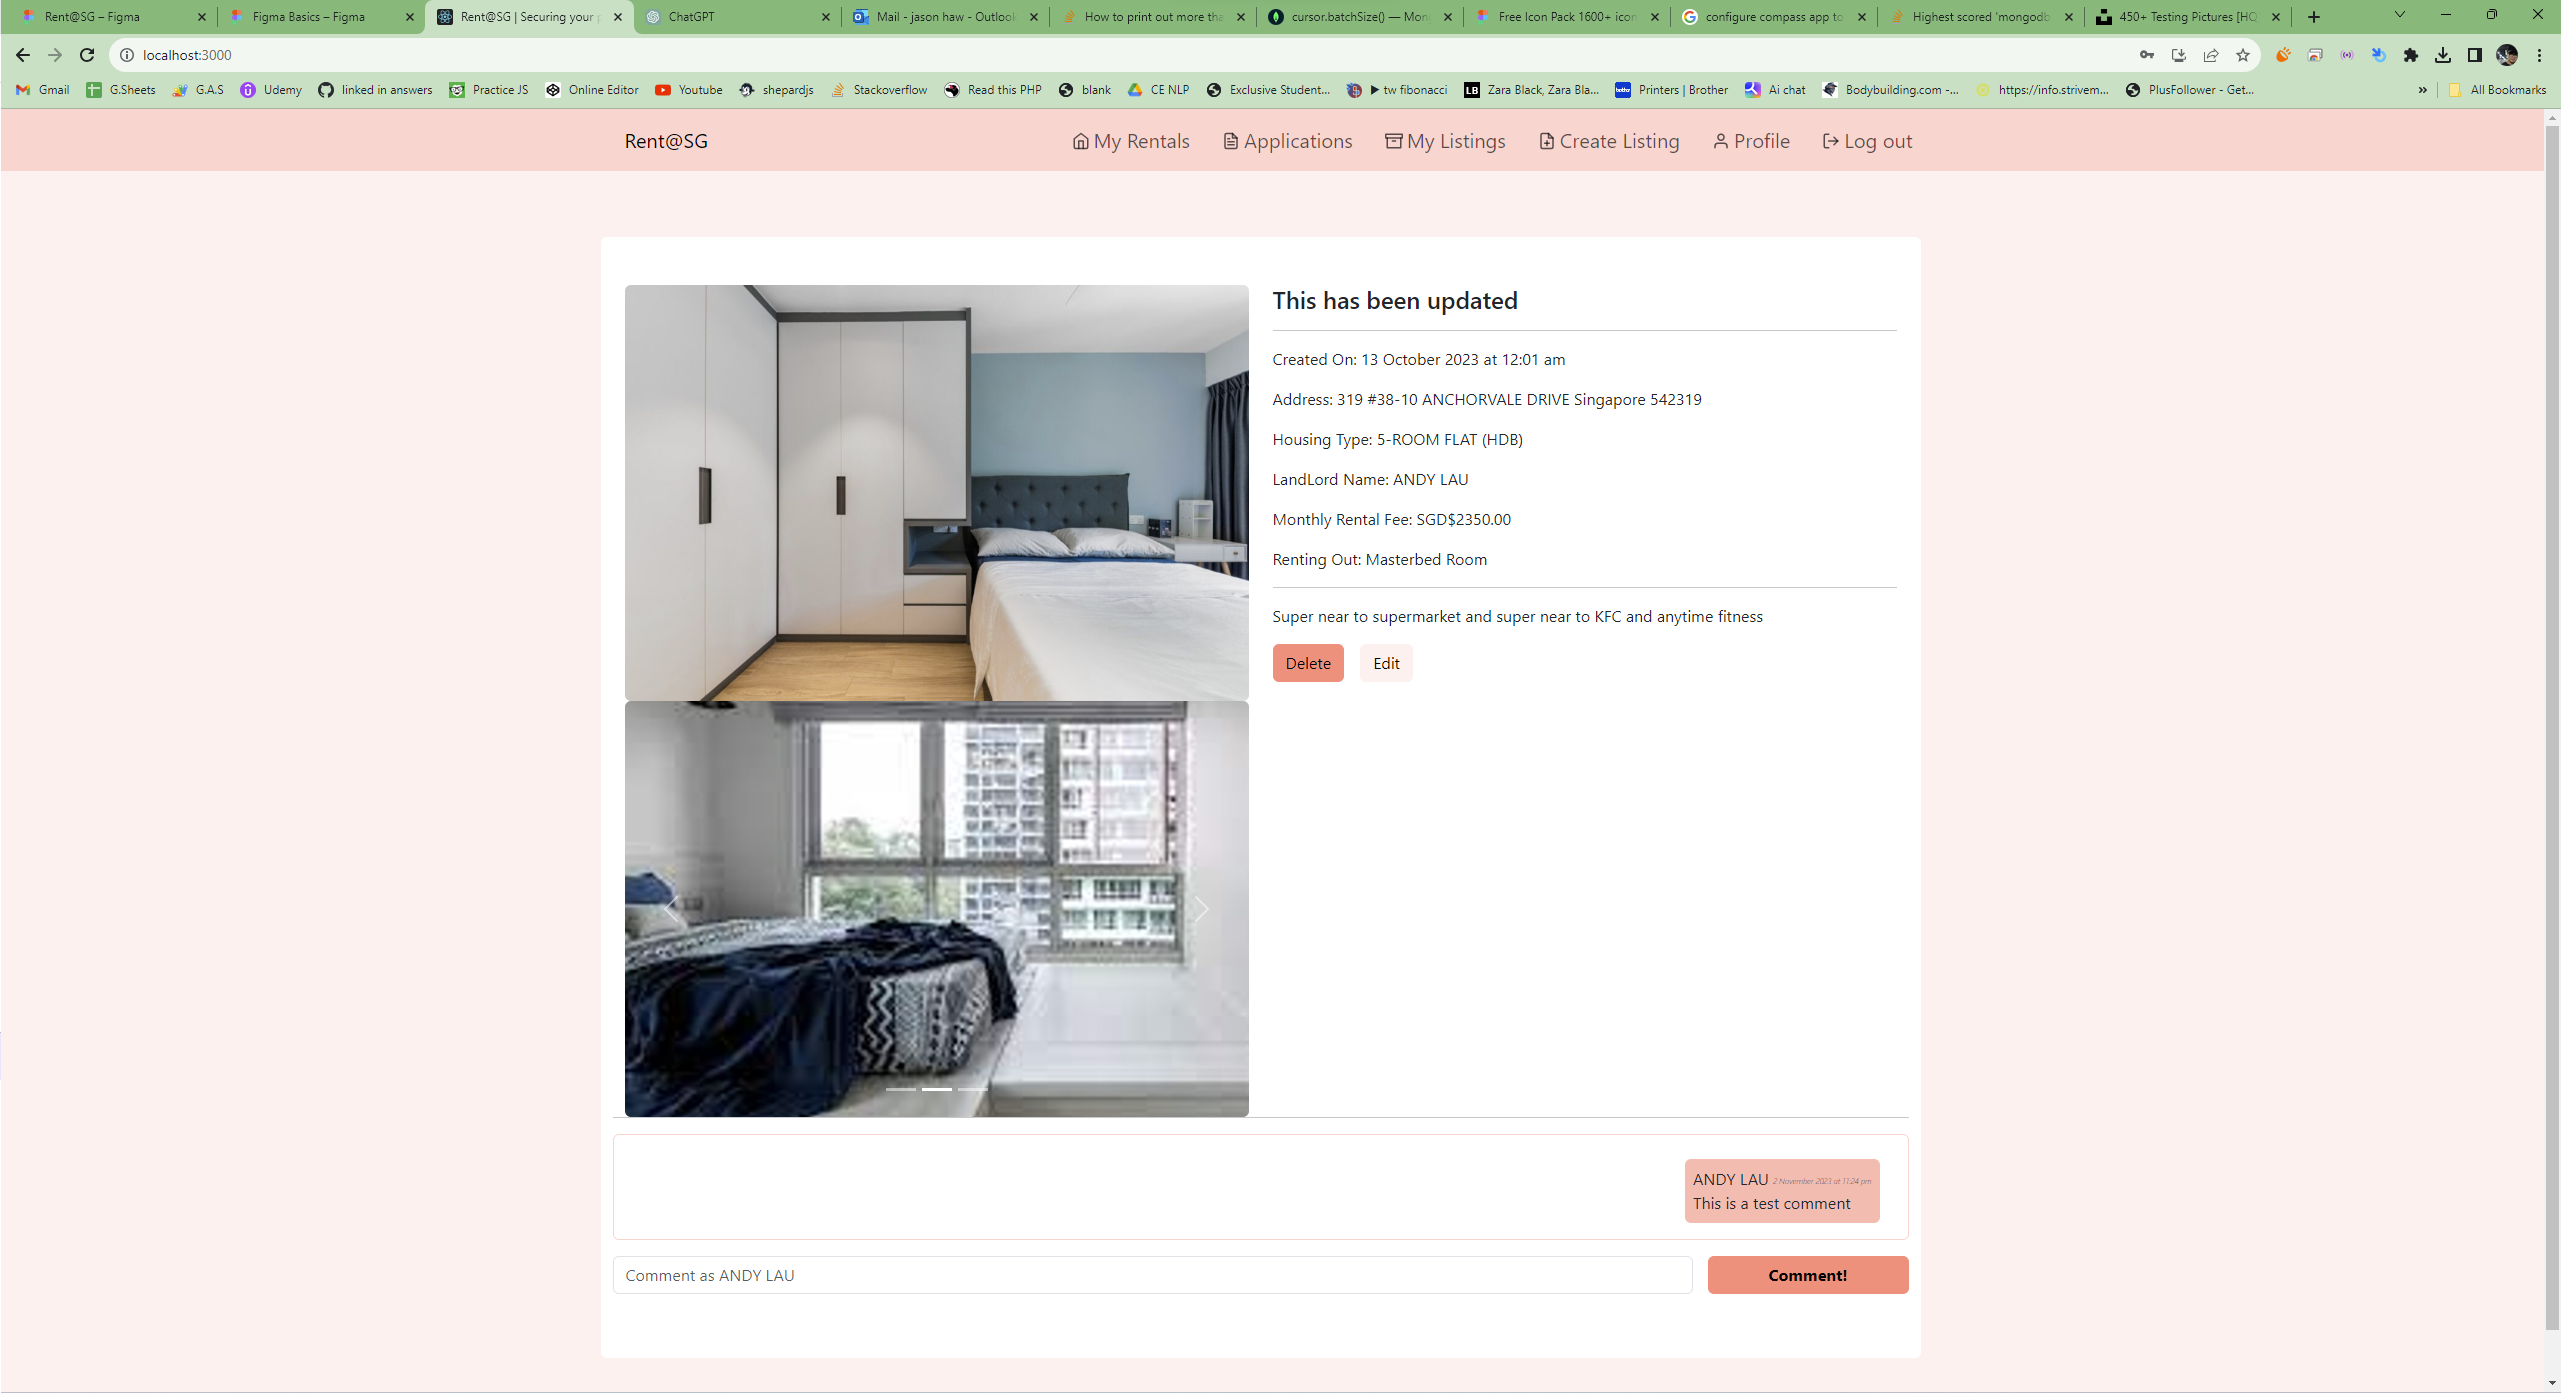 Rent@SG – Figma
Figma Basics – Figma
Rent@SG | Securing your
ChatGPT
Mail - jason haw - Outlook
How to print out more tha
cursor.batchSize() — Mon
Free Icon Pack 1600+ icon
configure compass app to
Highest scored 'mongodb
450+ Testing Pictures [HQ
localhost:3000
Gmail
G.Sheets
G.A.S
Udemy
linked in answers
Practice JS
Online Editor
Youtube
shepardjs
Stackoverflow
Read this PHP
blank
CE NLP
Exclusive Student...
▶ tw fibonacci
LB
Zara Black, Zara Bla...
Printers | Brother
Ai chat
Bodybuilding.com -...
https://info.strivem...
PlusFollower - Get...
»
All Bookmarks
Rent@SG
My Rentals
Applications
My Listings
Create Listing
Profile
Log out
This has been updated
Created On: 13 October 2023 at 12:01 am
Address: 319 #38-10 ANCHORVALE DRIVE Singapore 542319
Housing Type: 5-ROOM FLAT (HDB)
LandLord Name: ANDY LAU
Monthly Rental Fee: SGD$2350.00
Renting Out: Masterbed Room
Super near to supermarket and super near to KFC and anytime fitness
Delete
Edit
ANDY LAU 2 November 2023 at 11:24 pm
This is a test comment
Comment as ANDY LAU
Comment!